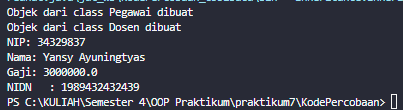 Objek dari class Pegawai dibuat
Objek dari class Dosen dibuat
NIP: 34329837
Nama: Yansy Ayuningtyas
Gaji: 3000000.0
NIDN   : 1989432432439
PS C:\KULIAH\Semester 4\OOP Praktikum\praktikum7\KodePercobaan>